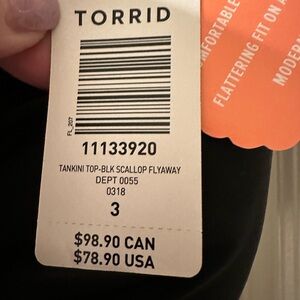 TORRID
FL_207
11133920
TANKINI TOP-BLK SCALLOP FLYAWAY
DEPT 0055
0318
3
$98.90 CAN
$78.90 USA
FLATTERING FIT ON